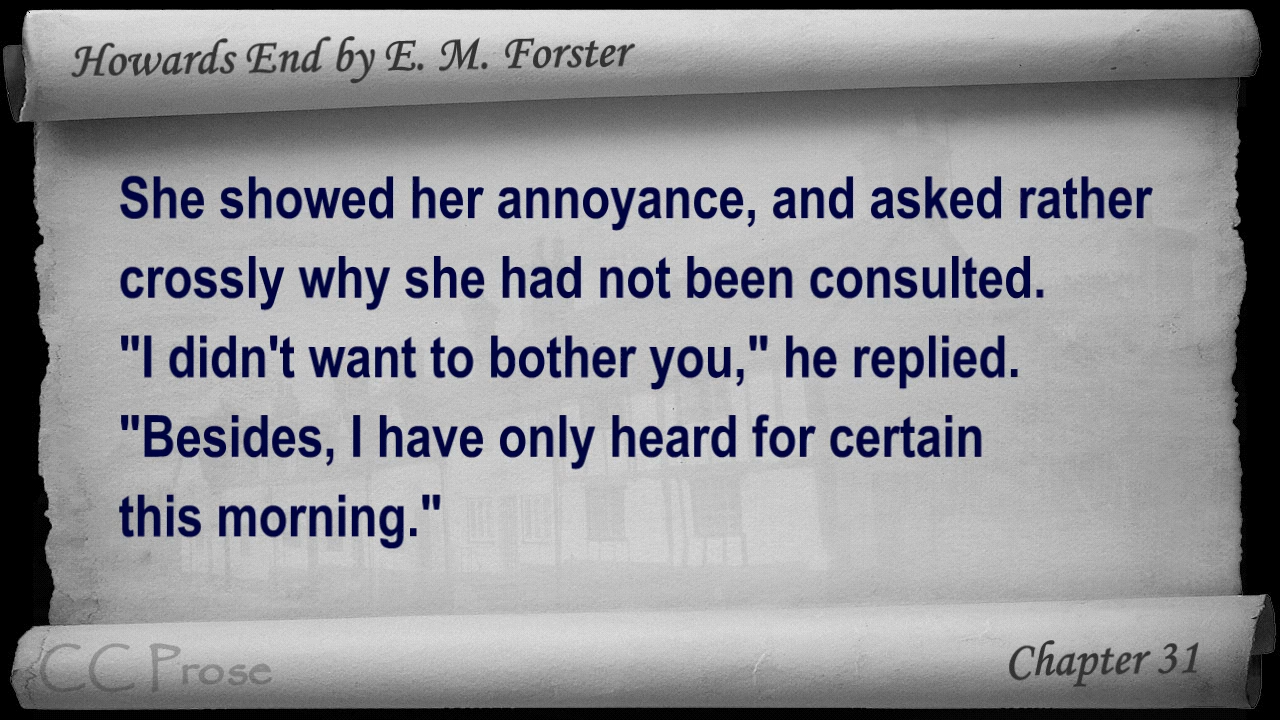 Howards End by E. M. Forster
She showed her annoyance, and asked rather
crossly why she had not been consulted.
"I didn't want to bother you," he replied.
"Besides, I have only heard for certain
this morning."
CC Prose
Chapter 31